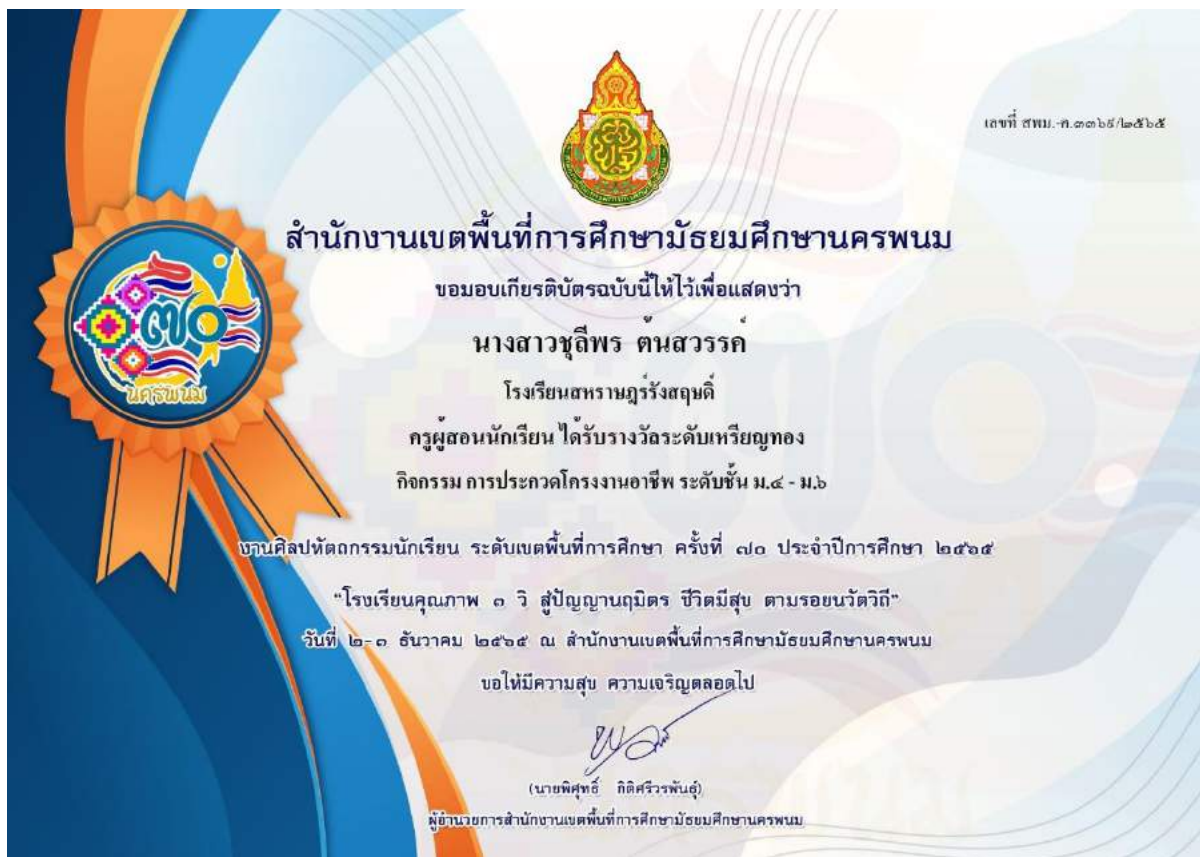 เลขที่ สพม.-ค.๓๓๖๙/๒๕๖๕
สำนักงานเขตพื้นที่การศึกษามัธยมศึกษานครพนม
ขอมอบเกียรติบัตรฉบับนี้ให้ไว้เพื่อแสดงว่า
นางสาวชุลีพร ต้นสวรรค์
โรงเรียนสหราษฎร์รังสฤษดิ์
ครูผู้สอนนักเรียน ได้รับรางวัลระดับเหรียญทอง
กิจกรรม การประกวดโครงงานอาชีพ ระดับชั้น ม.๔ - ม.๖
๗๐
นครพนม
งานศิลปหัตถกรรมนักเรียน ระดับเขตพื้นที่การศึกษา ครั้งที่ ๗๐ ประจำปีการศึกษา ๒๕๖๕
“โรงเรียนคุณภาพ ๓ วิ สู่ปัญญานฤมิตร ชีวิตมีสุข ตามรอยนวัตวิถี”
วันที่ ๒-๓ ธันวาคม ๒๕๖๕ ณ สำนักงานเขตพื้นที่การศึกษามัธยมศึกษานครพนม
ขอให้มีความสุข ความเจริญตลอดไป
(นายพิศุทธิ์ กิติศรีวรพันธุ์)
ผู้อำนวยการสำนักงานเขตพื้นที่การศึกษามัธยมศึกษานครพนม